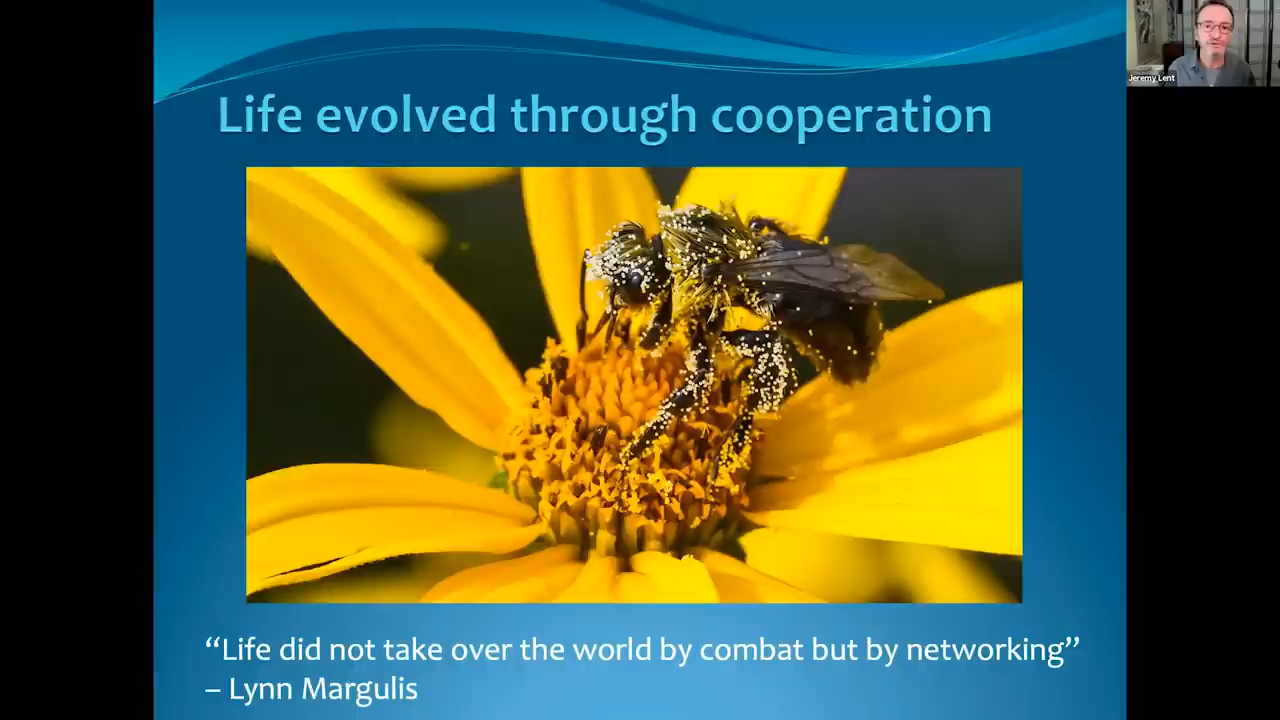 Jeremy Lent
Life evolved through cooperation
“Life did not take over the world by combat but by networking”
– Lynn Margulis